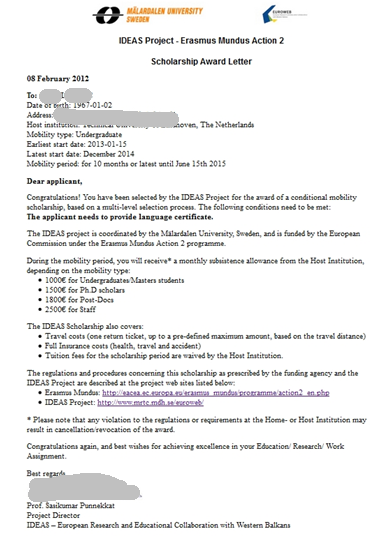 MÄLARDALEN UNIVERSITY
SWEDEN
EUROWEB
IDEAS Project - Erasmus Mundus Action 2
Scholarship Award Letter
08 February 2012
To:
Date of birth: 1967-01-02
Address:
Host institution: Technical University hoven, The Netherlands
Mobility type: Undergraduate
Earliest start date: 2013-01-15
Latest start date: December 2014
Mobility period: for 10 months or latest until June 15th 2015
Dear applicant,
Congratulations! You have been selected by the IDEAS Project for the award of a conditional mobility
scholarship, based on a multi-level selection process. The following conditions need to be met:
The applicant needs to provide language certificate.
The IDEAS project is coordinated by the Mälardalen University, Sweden, and is funded by the European
Commission under the Erasmus Mundus Action 2 programme.
During the mobility period, you will receive* a monthly subsistence allowance from the Host Institution,
depending on the mobility type:
• 1000€ for Undergraduates/Masters students
• 1500€ for Ph.D scholars
• 1800€ for Post-Docs
• 2500€ for Staff
The IDEAS Scholarship also covers:
• Travel costs (one return ticket, up to a pre-defined maximum amount, based on the travel distance)
• Full Insurance costs (health, travel and accident)
• Tuition fees for the scholarship period are waived by the Host Institution.
The regulations and procedures concerning this scholarship as prescribed by the funding agency and the
IDEAS Project are described at the project web sites listed below:
• Erasmus Mundus: http://eacea.ec.europa.eu/erasmus_mundus/programme/action2_en.php
• IDEAS Project: http://www.mrtc.mdh.se/euroweb/
* Please note that any violation to the regulations or requirements at the Home- or Host Institution may
result in cancellation/revocation of the award.
Congratulations again, and best wishes for achieving excellence in your Education/ Research/ Work
Assignment.
Best regards
Prof. Sasikumar Punnekkat
Project Director
IDEAS – European Research and Educational Collaboration with Western Balkans